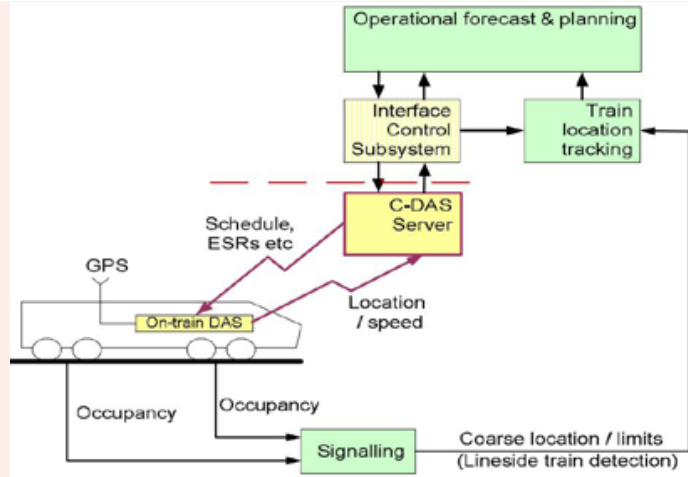 Operational forecast & planning
Interface
Control
Subsystem
Train
location
tracking
C-DAS
Server
Schedule,
ESRs etc
GPS
On-train DAS
Location
/ speed
Occupancy
Occupancy
Signalling
Coarse location / limits
(Lineside train detection)